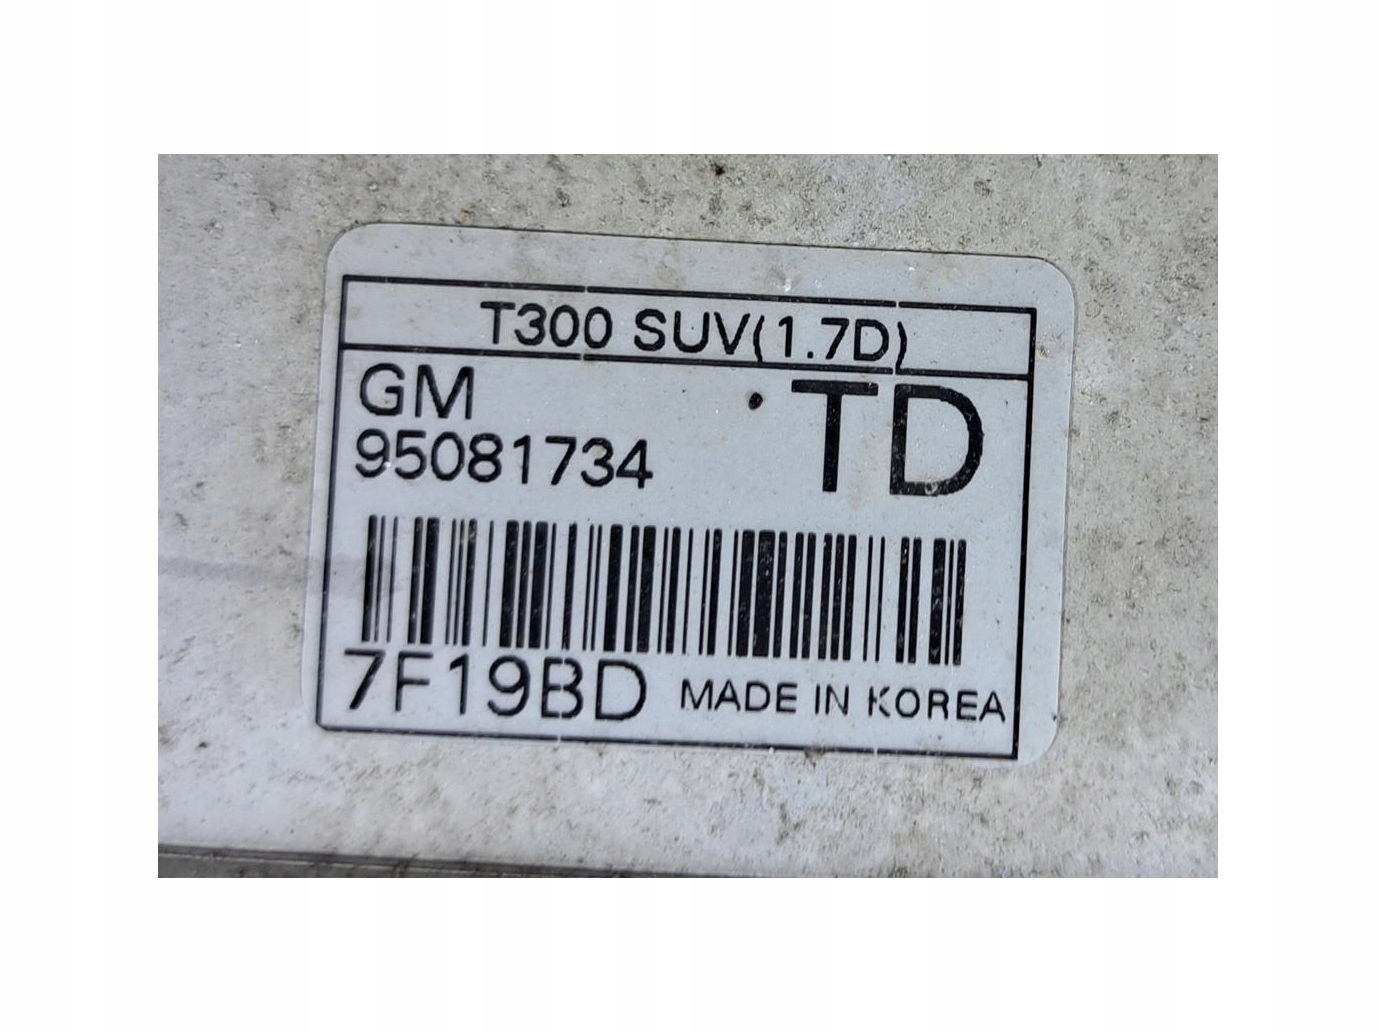 T300 SUV(1.7D)
GM
TD
95081734
7F19BD MADE IN KOREA